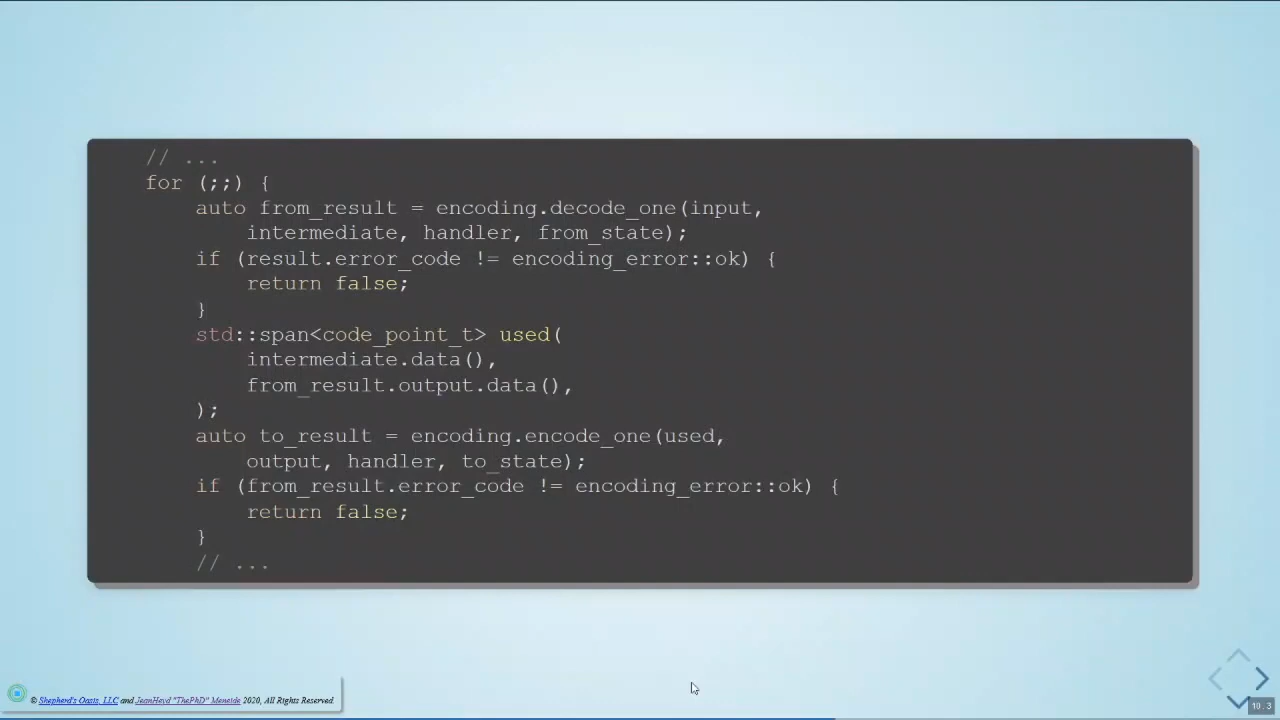 // ...
for (;;) {
auto from_result = encoding.decode_one(input,
intermediate, handler, from_state);
if (result.error_code != encoding_error::ok) {
return false;
}
std::span<code_point_t> used(
intermediate.data(),
from_result.output.data(),
);
auto to_result = encoding.encode_one(used,
output, handler, to_state);
if (from_result.error_code != encoding_error::ok) {
return false;
}
// ...
© Shepherd's Oasis, LLC and JeanHeyd "ThePhD" Meneide 2020, All Rights Reserved.
10.3